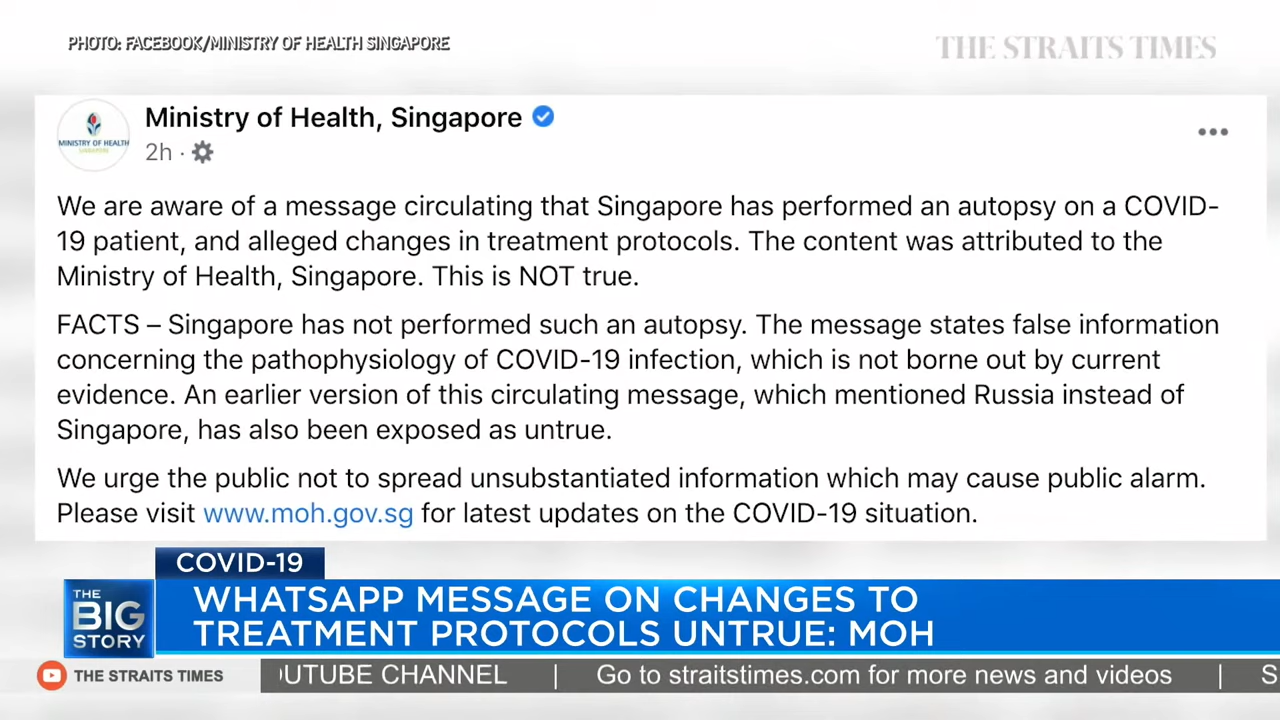 PHOTO: FACEBOOK/MINISTRY OF HEALTH SINGAPORE
THE STRAITS TIMES
MINISTRY OF HEALTH
SINGAPORE
Ministry of Health, Singapore
2h ·
We are aware of a message circulating that Singapore has performed an autopsy on a COVID-
19 patient, and alleged changes in treatment protocols. The content was attributed to the
Ministry of Health, Singapore. This is NOT true.
FACTS – Singapore has not performed such an autopsy. The message states false information
concerning the pathophysiology of COVID-19 infection, which is not borne out by current
evidence. An earlier version of this circulating message, which mentioned Russia instead of
Singapore, has also been exposed as untrue.
We urge the public not to spread unsubstantiated information which may cause public alarm.
Please visit www.moh.gov.sg for latest updates on the COVID-19 situation.
COVID-19
THE
BIG
STORY
WHATSAPP MESSAGE ON CHANGES TO
TREATMENT PROTOCOLS UNTRUE: MOH
THE STRAITS TIMES
OUTUBE CHANNEL | Go to straitstimes.com for more news and videos | S